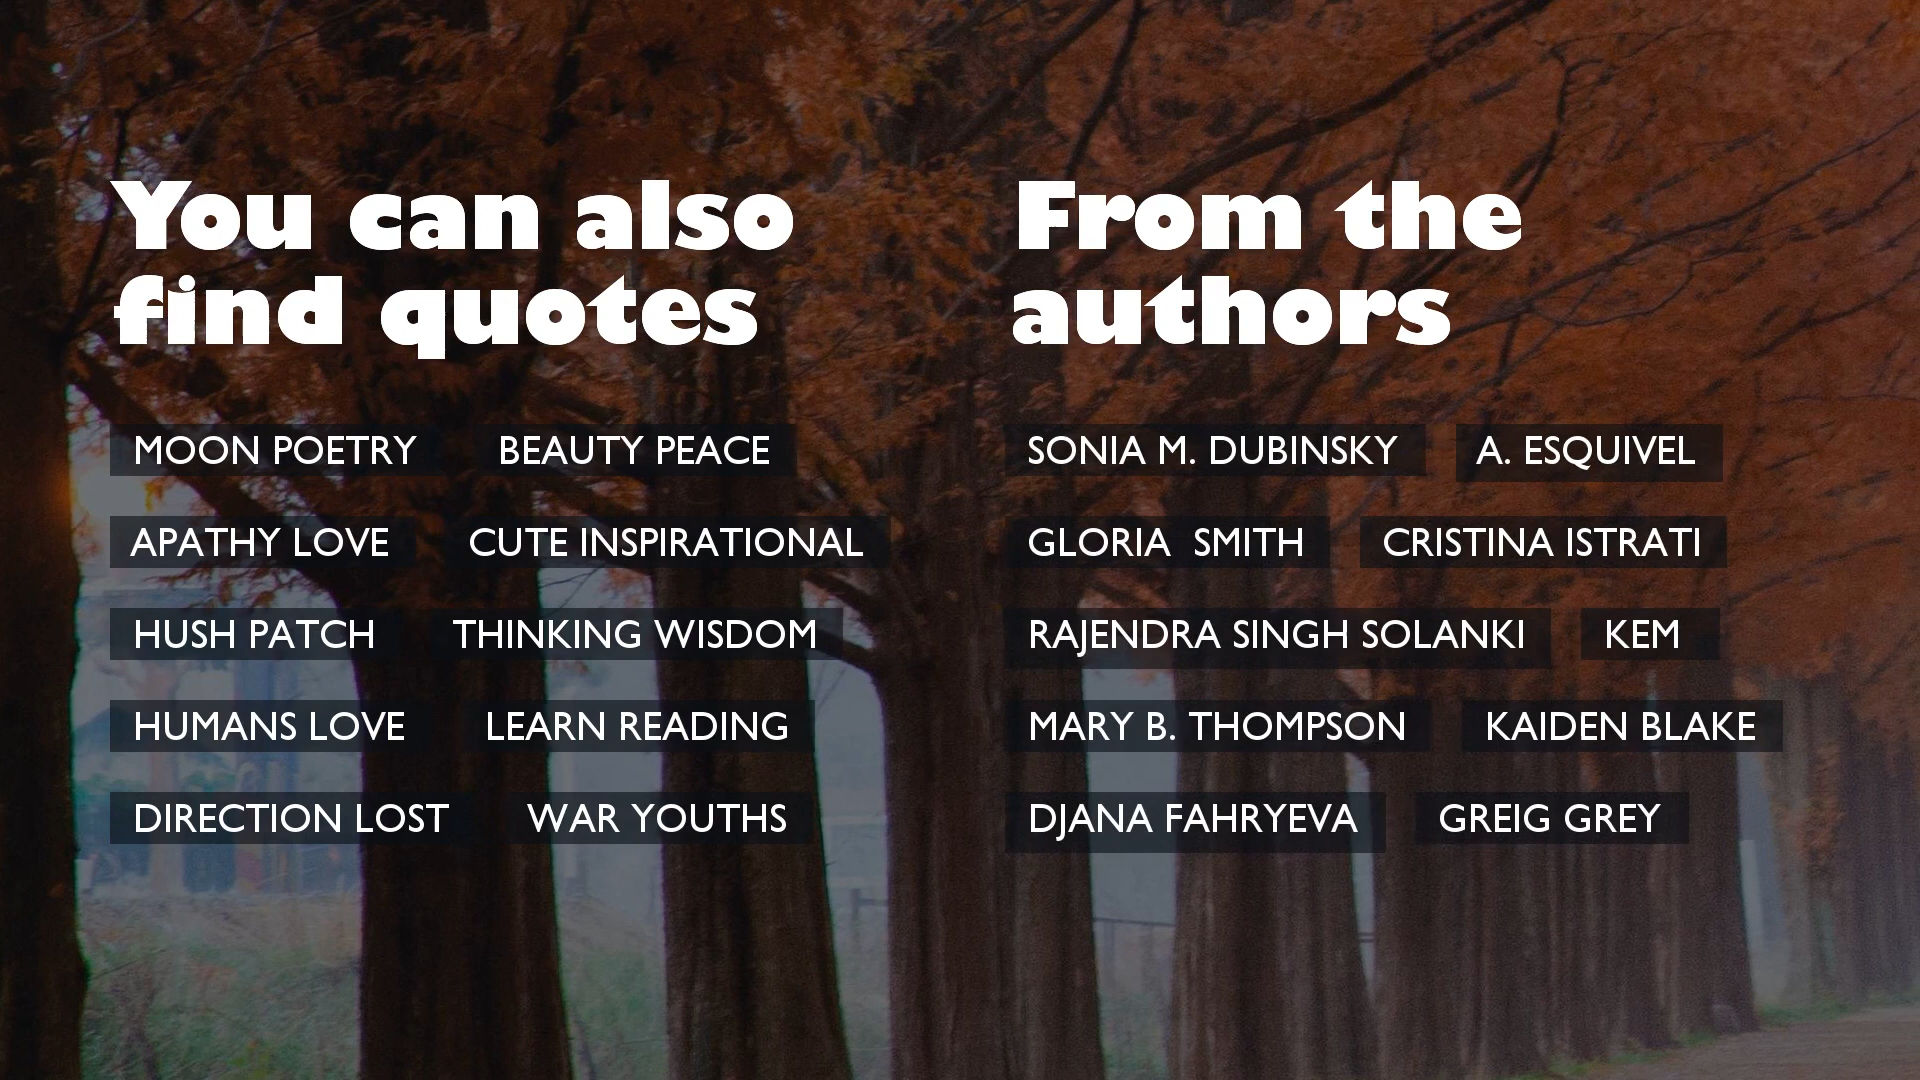 You can also
find quotes
MOON POETRY
BEAUTY PEACE
APATHY LOVE
CUTE INSPIRATIONAL
HUSH PATCH
THINKING WISDOM
HUMANS LOVE
LEARN READING
DIRECTION LOST
WAR YOUTHS
From the
authors
SONIA M. DUBINSKY
A. ESQUIVEL
GLORIA  SMITH
CRISTINA ISTRATI
RAJENDRA SINGH SOLANKI
KEM
MARY B. THOMPSON
KAIDEN BLAKE
DJANA FAHRYEVA
GREIG GREY